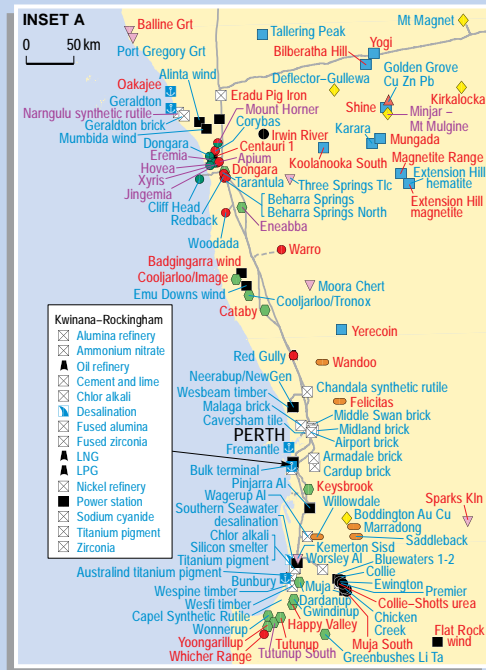 INSET A
0 50 km
Balline Grt
Port Gregory Grt
Mt Magnet
Tallering Peak
Yogi
Bilberatha Hill
Golden Grove
Cu Zn Pb
Alinta wind
Deflector–Gullewa
Oakajee
Geraldton
Eradu Pig Iron
Kirkalocka
Shine
Narngulu synthetic rutile
Mount Horner
Minjar –
Mt Mulgine
Geraldton brick
Corybas
Mumbida wind
Irwin River
Karara
Mungada
Dongara
Centauri 1
Eremia
Apium
Koolanooka South
Magnetite Range
Hovea
Dongara
Extension Hill
hematite
Xyris
Tarantula
Three Springs Tlc
Jingemia
Beharra Springs
Extension Hill
magnetite
Cliff Head
Beharra Springs North
Redback
Eneabba
Woodada
Warro
Badgingarra wind
Cooljarloo/Image
Moora Chert
Emu Downs wind
Cooljarloo/Tronox
Cataby
Kwinana–Rockingham
Alumina refinery
Ammonium nitrate
Oil refinery
Cement and lime
Chlor alkali
Desalination
Fused alumina
Fused zirconia
LNG
LPG
Nickel refinery
Power station
Sodium cyanide
Titanium pigment
Zirconia
Yerecoin
Red Gully
Wandoo
Neerabup/NewGen
Chandala synthetic rutile
Wesbeam timber
Felicitas
Malaga brick
Middle Swan brick
Caversham tile
Midland brick
PERTH
Airport brick
Fremantle
Armadale brick
Bulk terminal
Cardup brick
Pinjarra Al
Keysbrook
Wagerup Al
Willowdale
Sparks Kln
Southern Seawater
desalination
Boddington Au Cu
Marradong
Saddleback
Chlor alkali
Kemerton Sisd
Silicon smelter
Worsley Al
Titanium pigment
Bluewaters 1-2
Australind titanium pigment
Collie
Bunbury
Muja
Ewington
Premier
Wespine timber
Dardanup
Collie–Shotts urea
Wesfi timber
Gwindinup
Chicken
Creek
Capel Synthetic Rutile
Happy Valley
Wonnerup
Muja South
Flat Rock
wind
Yoongarillup
Tutunup
Whicher Range
Tutunup South
Greenbushes Li Ta